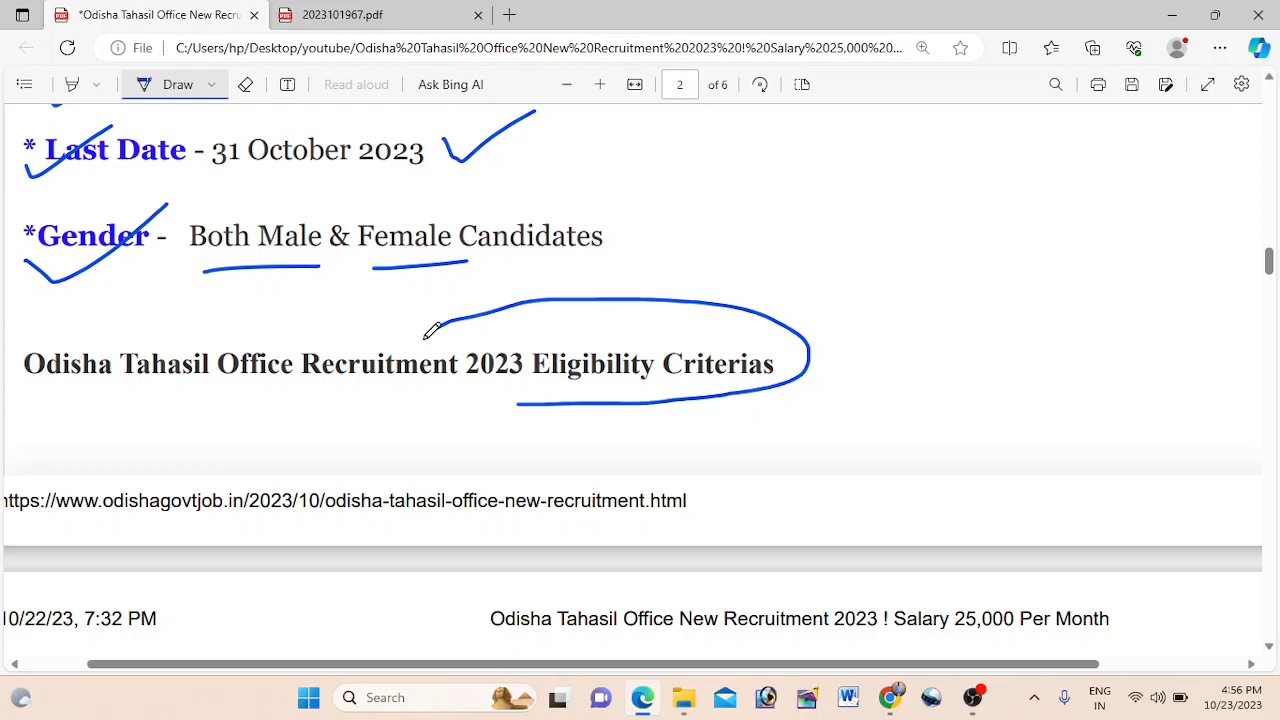 *Odisha Tahasil Office New Recru
2023101967.pdf
File
C:/Users/hp/Desktop/youtube/Odisha%20Tahasil%20Office%20New%20Recruitment%202023%20!%20Salary%2025,000%20...
Draw
Read aloud
Ask Bing AI
2 of 6
* Last Date - 31 October 2023
*Gender - Both Male & Female Candidates
Odisha Tahasil Office Recruitment 2023 Eligibility Criterias
https://www.odishagovtjob.in/2023/10/odisha-tahasil-office-new-recruitment.html
10/22/23, 7:32 PM
Odisha Tahasil Office New Recruitment 2023 ! Salary 25,000 Per Month
Search
ENG
IN
4:56 PM
10/23/2023